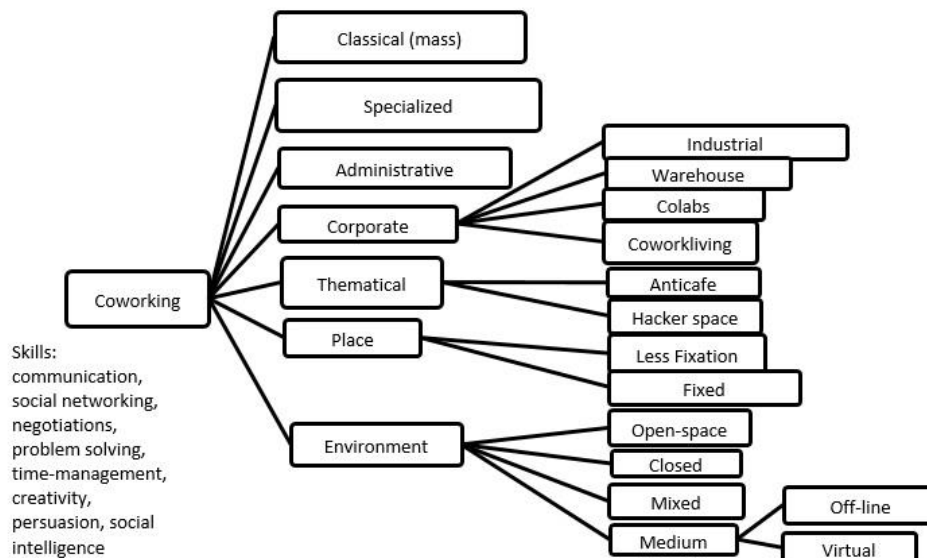 Classical (mass)
Specialized
Administrative
Corporate
Thematical
Place
Environment
Coworking
Skills:
communication,
social networking,
negotiations,
problem solving,
time-management,
creativity,
persuasion, social
intelligence
Industrial
Warehouse
Colabs
Coworkliving
Anticafe
Hacker space
Less Fixation
Fixed
Open-space
Closed
Mixed
Medium
Off-line
Virtual